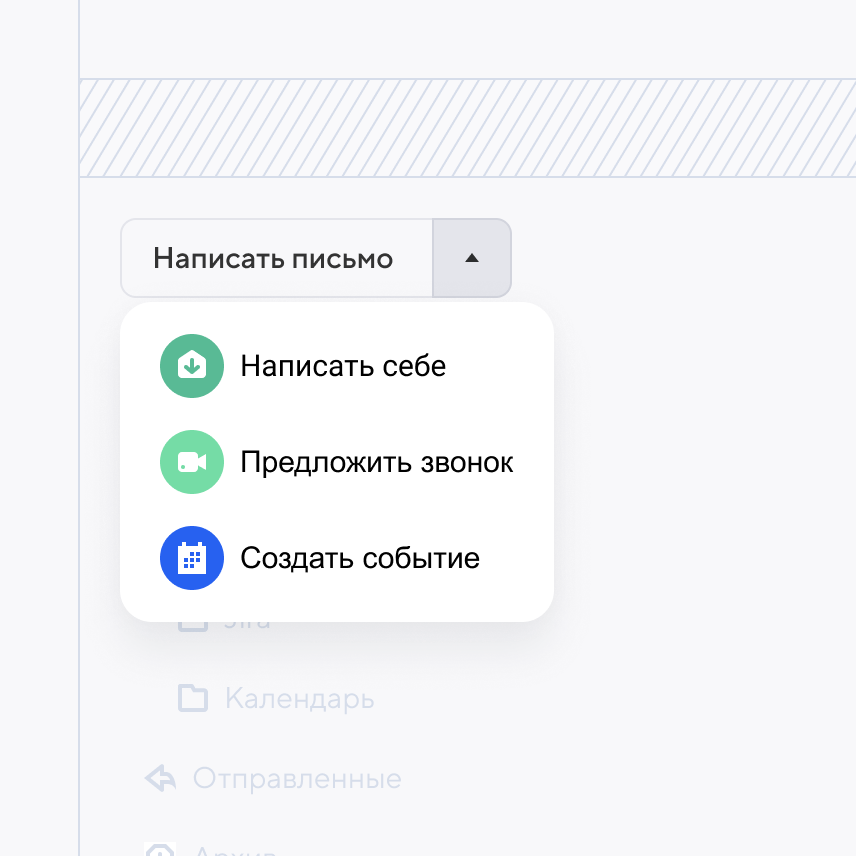 Написать письмо
Написать себе
Предложить звонок
Создать событие
Календарь
Отправленные